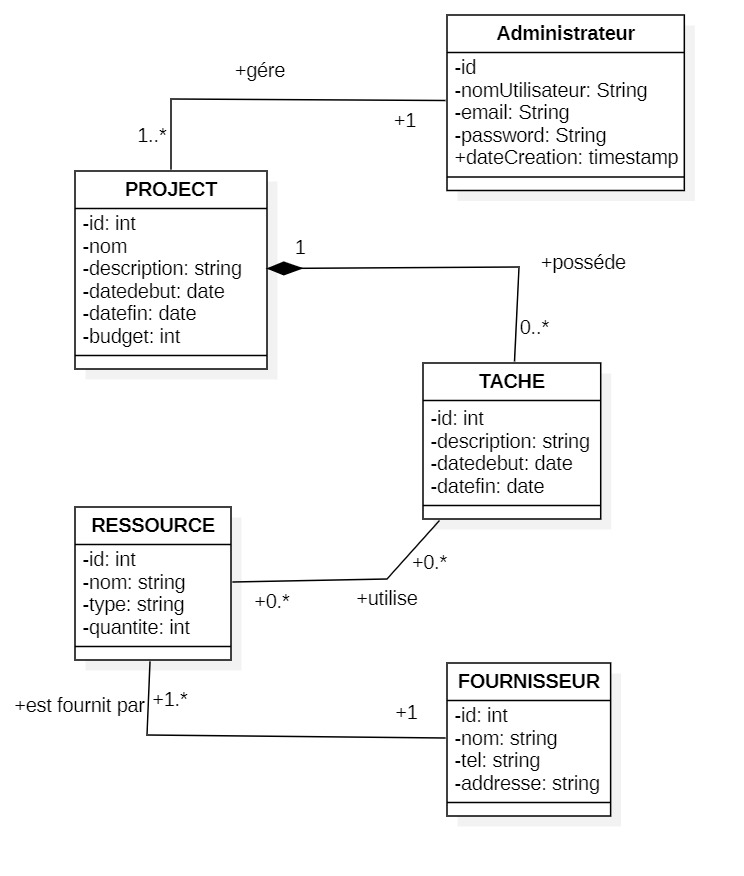 Administrateur
-id
-nomUtilisateur: String
-email: String
-password: String
+dateCreation: timestamp
+gére
+1
1..*
PROJECT
-id: int
-nom
-description: string
-datedebut: date
-datefin: date
-budget: int
1
+posséde
0..*
TACHE
-id: int
-description: string
-datedebut: date
-datefin: date
+0.*
+utilise
+0.*
RESSOURCE
-id: int
-nom: string
-type: string
-quantite: int
+est fournit par
+1.*
+1
FOURNISSEUR
-id: int
-nom: string
-tel: string
-addresse: string